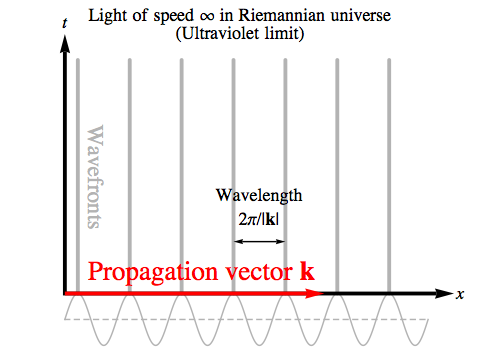 Light of speed ∞ in Riemannian universe
(Ultraviolet limit)
t
Wavefronts
Wavelength
2π/|k|
Propagation vector k
x